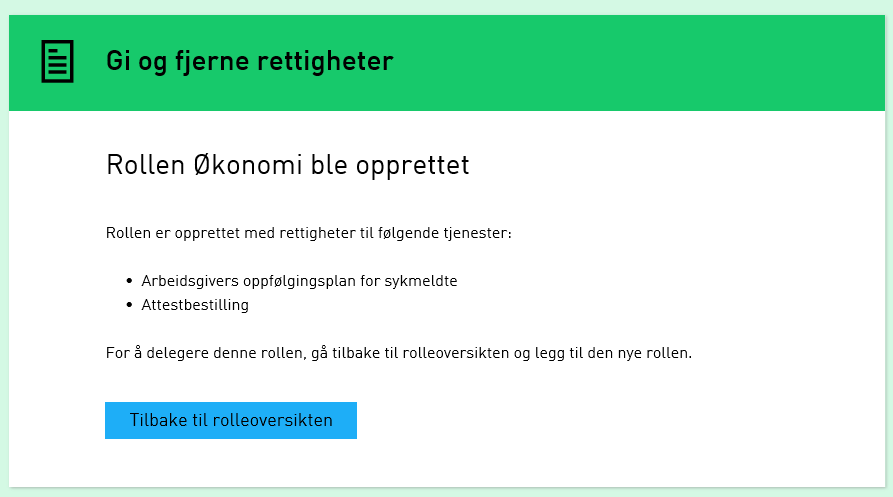 Gi og fjerne rettigheter
Rollen Økonomi ble opprettet
Rollen er opprettet med rettigheter til følgende tjenester:
• Arbeidsgivers oppfølgingsplan for sykmeldte
• Attestbestilling
For å delegere denne rollen, gå tilbake til rolleoversikten og legg til den nye rollen.
Tilbake til rolleoversikten